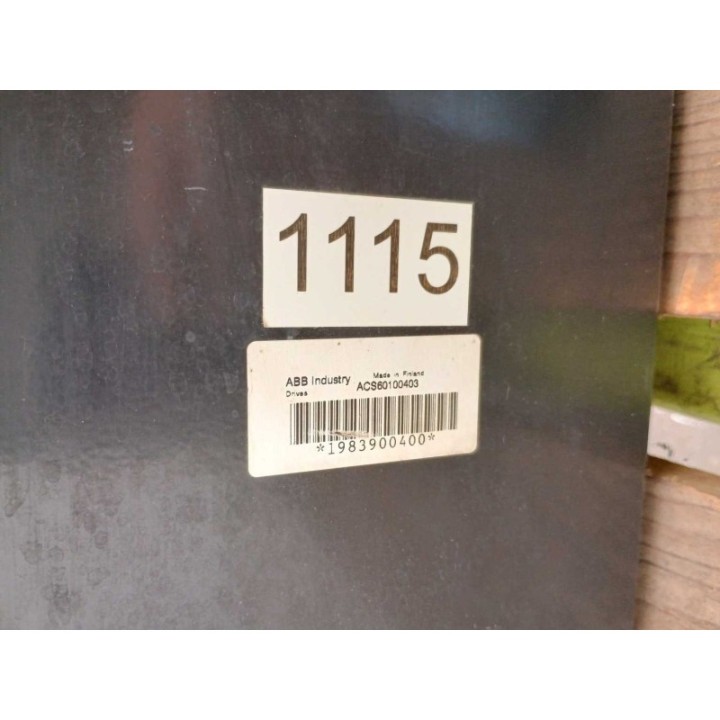 1115
Made in Finland
ABB Industry ACS60100403
Drives
*1983900400*